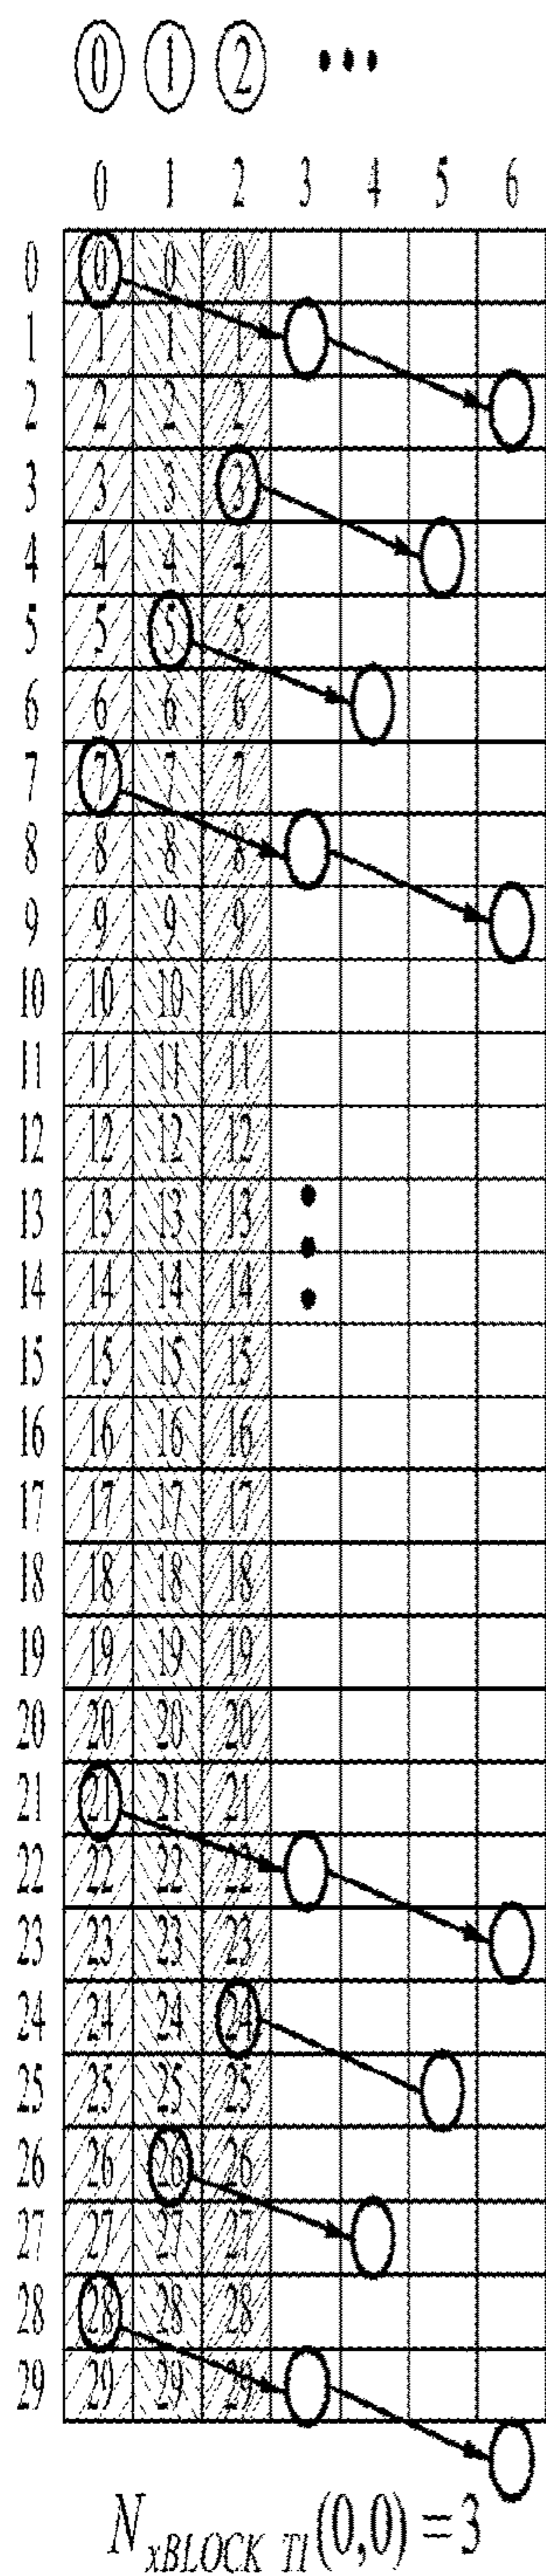 0 1 2 •••
0 1 2 3 4 5 6
0 0 0 0
1 1 1 1
2 2 2 2
3 3 3 3
4 4 4 4
5 5 5 5
6 6 6 6
7 7 7 7
8 8 8 8
9 9 9 9
10 10 10 10
11 11 11 11
12 12 12 12
13 13 13 13
14 14 14 14
15 15 15 15
16 16 16 16
17 17 17 17
18 18 18 18
19 19 19 19
20 20 20 20
21 21 21 21
22 22 22 22
23 23 23 23
24 24 24 24
25 25 25 25
26 26 26 26
27 27 27 27
28 28 28 28
29 29 29 29
N_xBLOCK TI(0,0) = 3